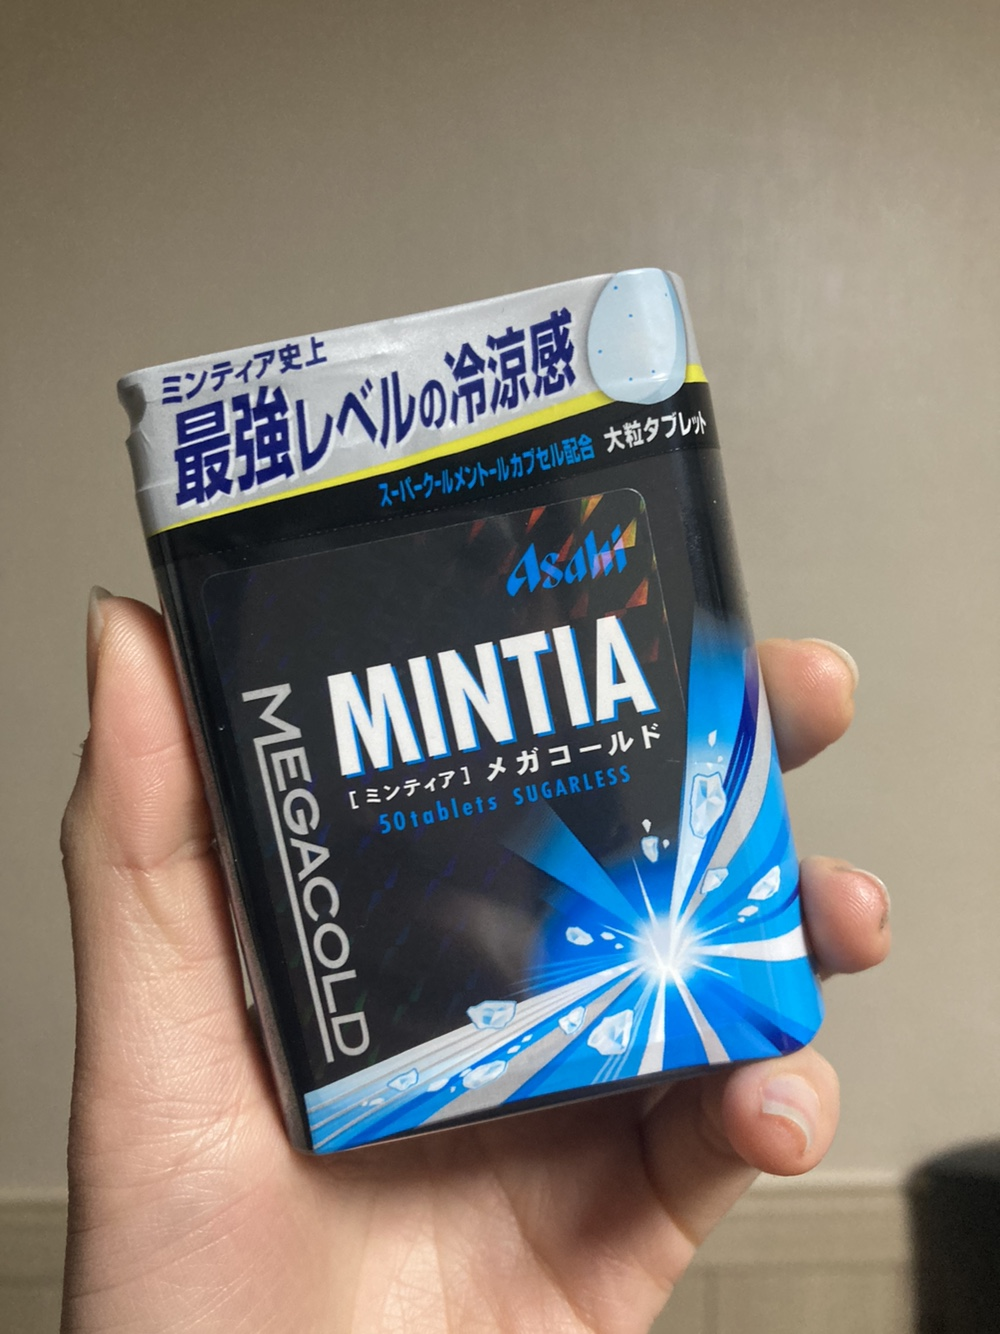 ミンティア史上
最強レベルの冷涼感
スーパークールメントールカプセル配合 大粒タブレット
Asahi
MINTIA
[ミンティア] メガコールド
50tablets SUGARLESS
MEGACOLD